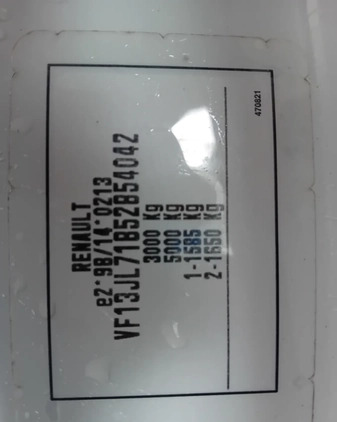 RENAULT
e2*98/14*0213
VF13JL71852854042
3000 Kg
5000 Kg
1-1585 Kg
2-1650 Kg
470821